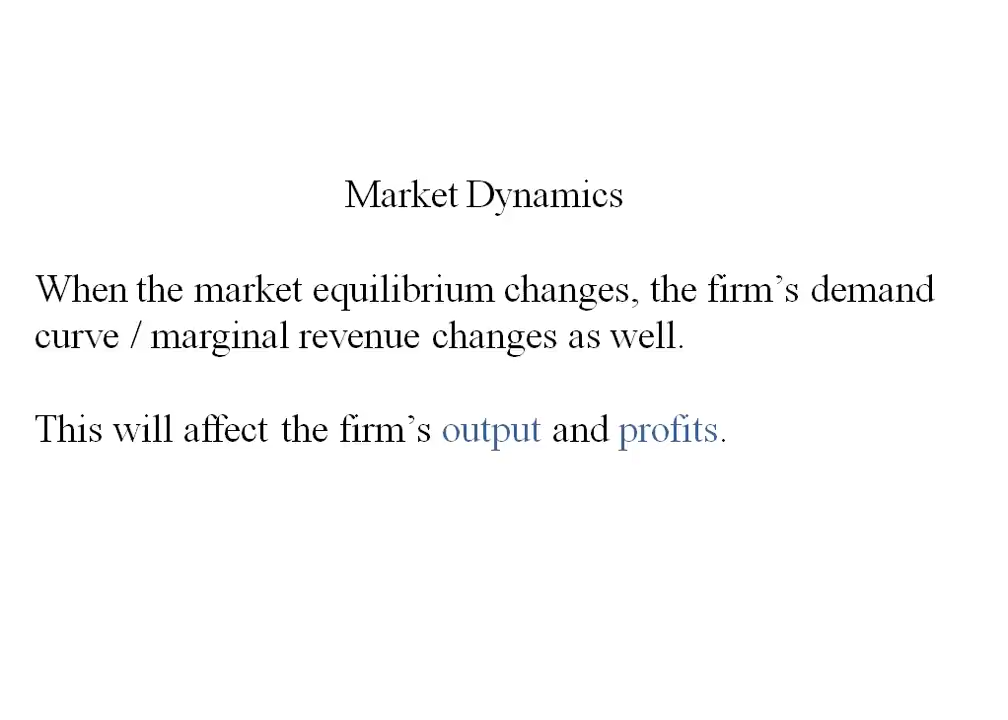 Market Dynamics
When the market equilibrium changes, the firm’s demand
curve / marginal revenue changes as well.
This will affect the firm’s output and profits.